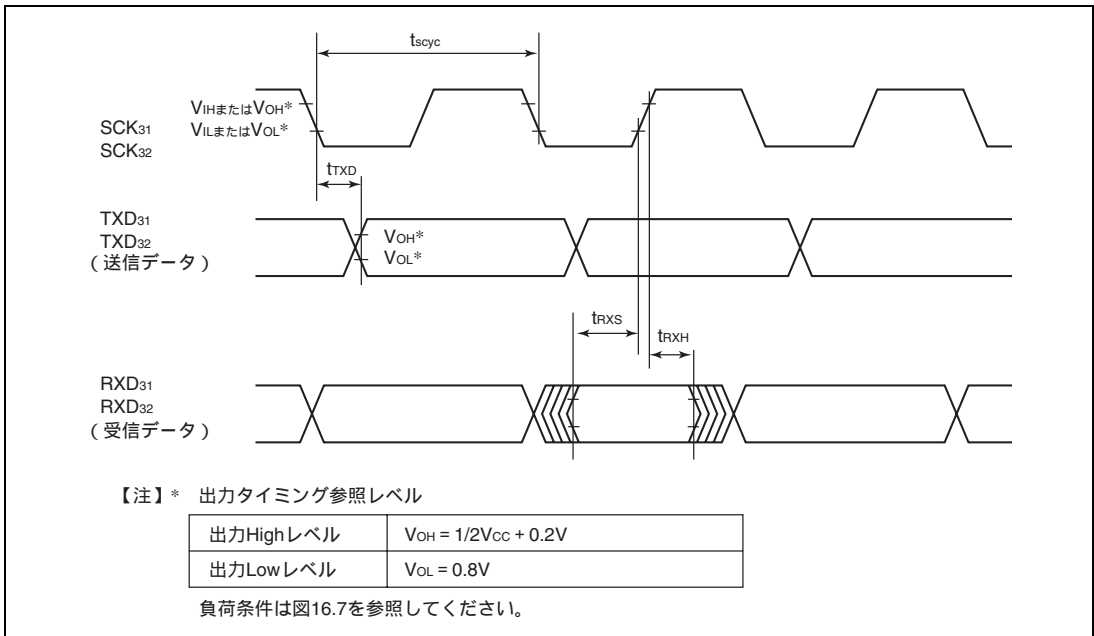 tscyc
VIHまたはVOH*
VILまたはVOL*
SCK31
SCK32
tTXD
TXD31
TXD32
（送信データ）
VOH*
VOL*
tRXS
tRXH
RXD31
RXD32
（受信データ）
【注】* 出力タイミング参照レベル
出力Highレベル VOH = 1/2VCC + 0.2V
出力Lowレベル VOL = 0.8V
負荷条件は図16.7を参照してください。